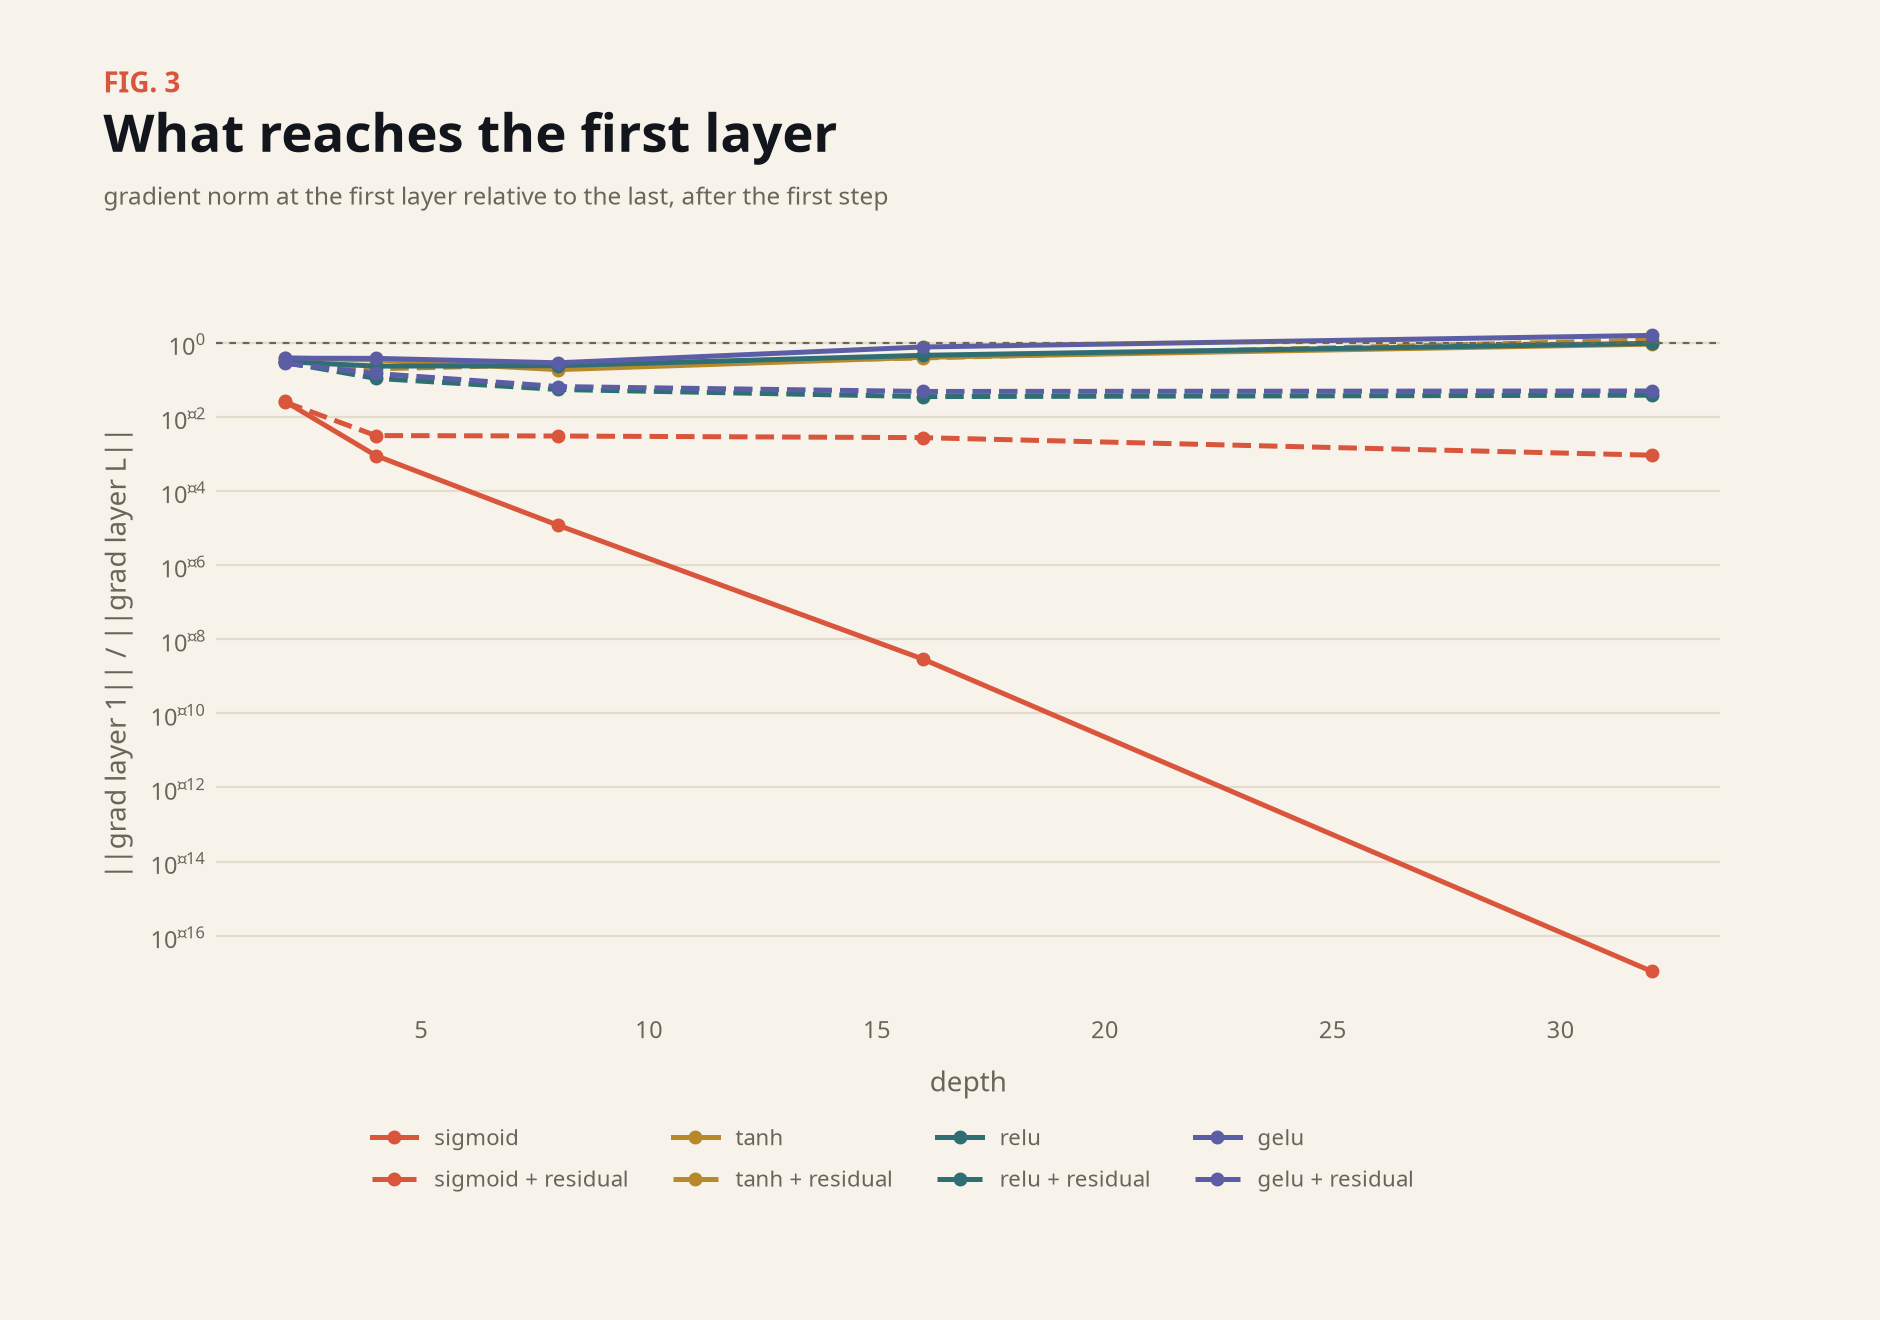 FIG. 3
What reaches the first layer
gradient norm at the first layer relative to the last, after the first step
||grad layer 1|| / ||grad layer L||
10⁰
10¤2
10¤4
10¤6
10¤8
10¤10
10¤12
10¤14
10¤16
5 10 15 20 25 30
depth
sigmoid tanh relu gelu
sigmoid + residual tanh + residual relu + residual gelu + residual